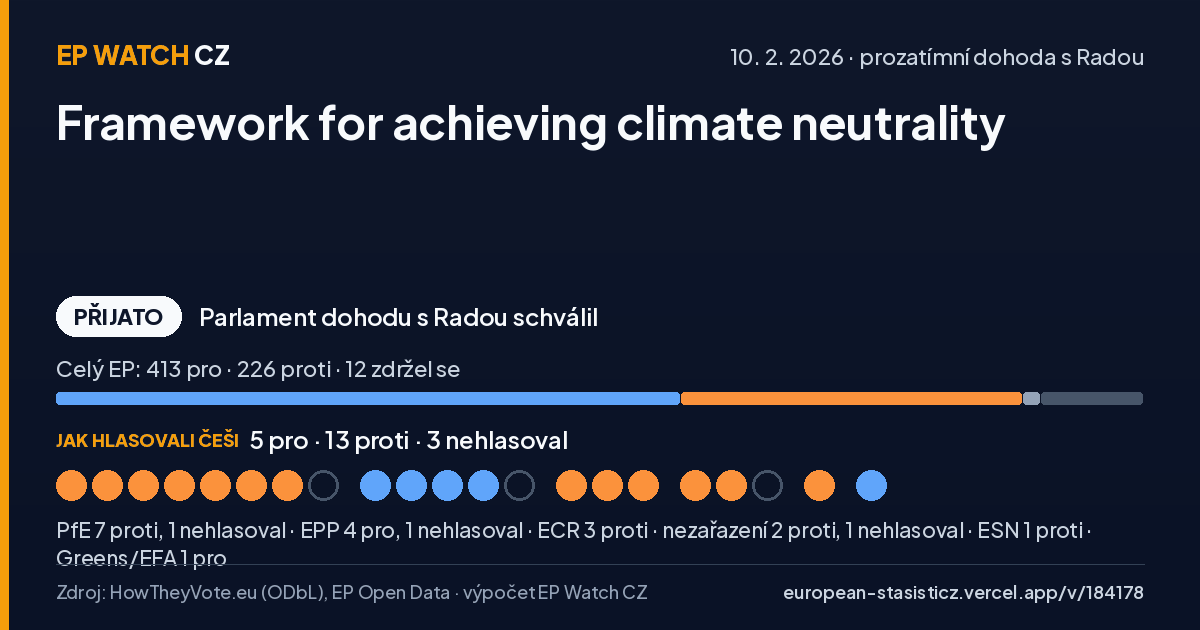 EP WATCH CZ
10. 2. 2026 · prozatímní dohoda s Radou
Framework for achieving climate neutrality
PŘIJATO
Parlament dohodu s Radou schválil
Celý EP: 413 pro · 226 proti · 12 zdržel se
JAK HLASOVALI ČEŠI 5 pro · 13 proti · 3 nehlasoval
PfE 7 proti, 1 nehlasoval · EPP 4 pro, 1 nehlasoval · ECR 3 proti · nezařazení 2 proti, 1 nehlasoval · ESN 1 proti ·
Greens/EFA 1 pro
Zdroj: HowTheyVote.eu (ODbL), EP Open Data · výpočet EP Watch CZ
european-stasisticz.vercel.app/v/184178